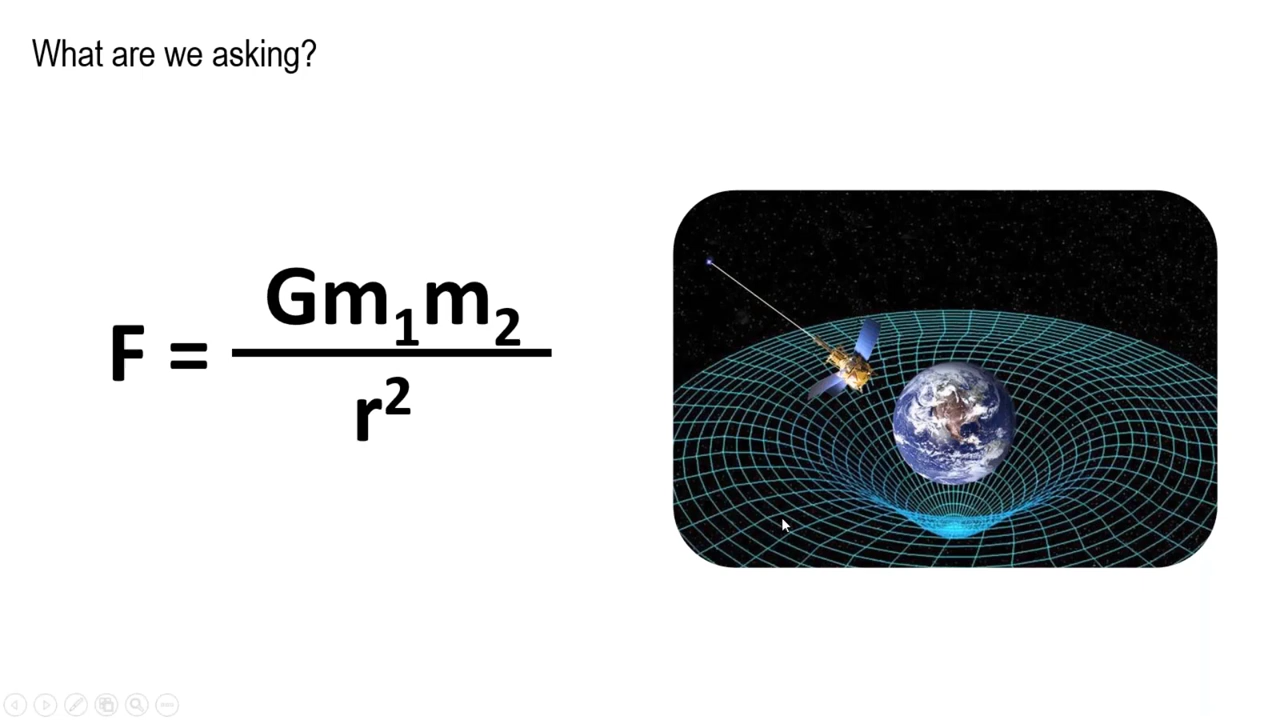 What are we asking?
F = Gm₁m₂
r²